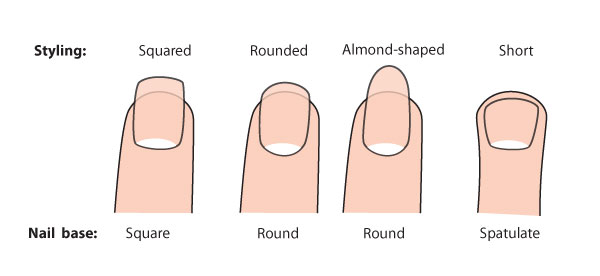 Styling: Squared Rounded Almond-shaped Short
Nail base: Square Round Round Spatulate